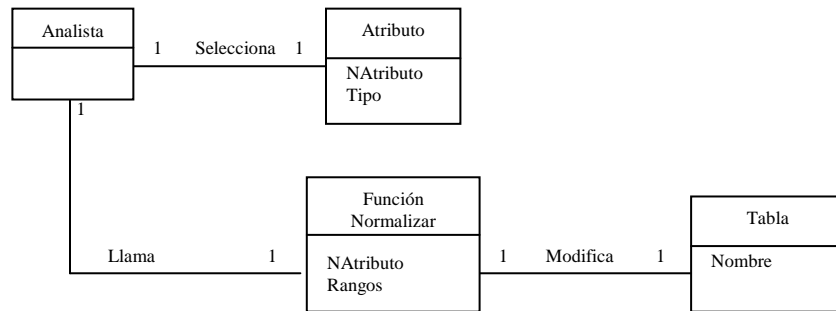 Analista
1 Selecciona 1
Atributo
NAtributo
Tipo
1
Llama 1
Función
Normalizar
NAtributo
Rangos
1 Modifica 1
Tabla
Nombre